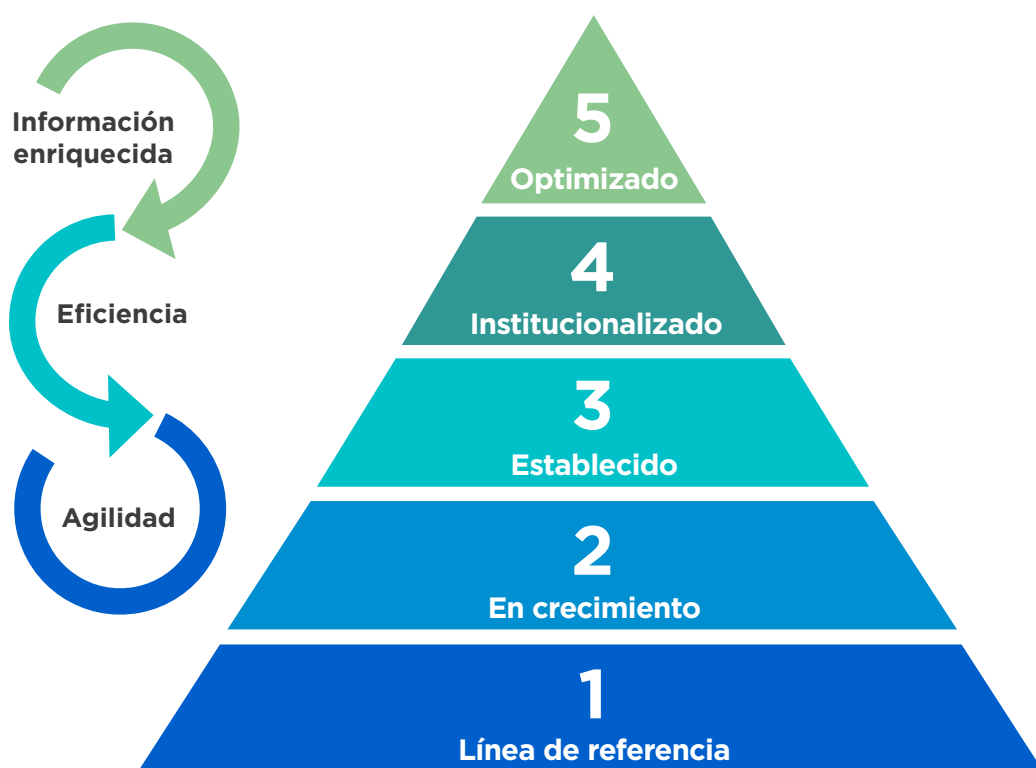 Información
enriquecida
Eficiencia
Agilidad
5
Optimizado
4
Institucionalizado
3
Establecido
2
En crecimiento
1
Línea de referencia